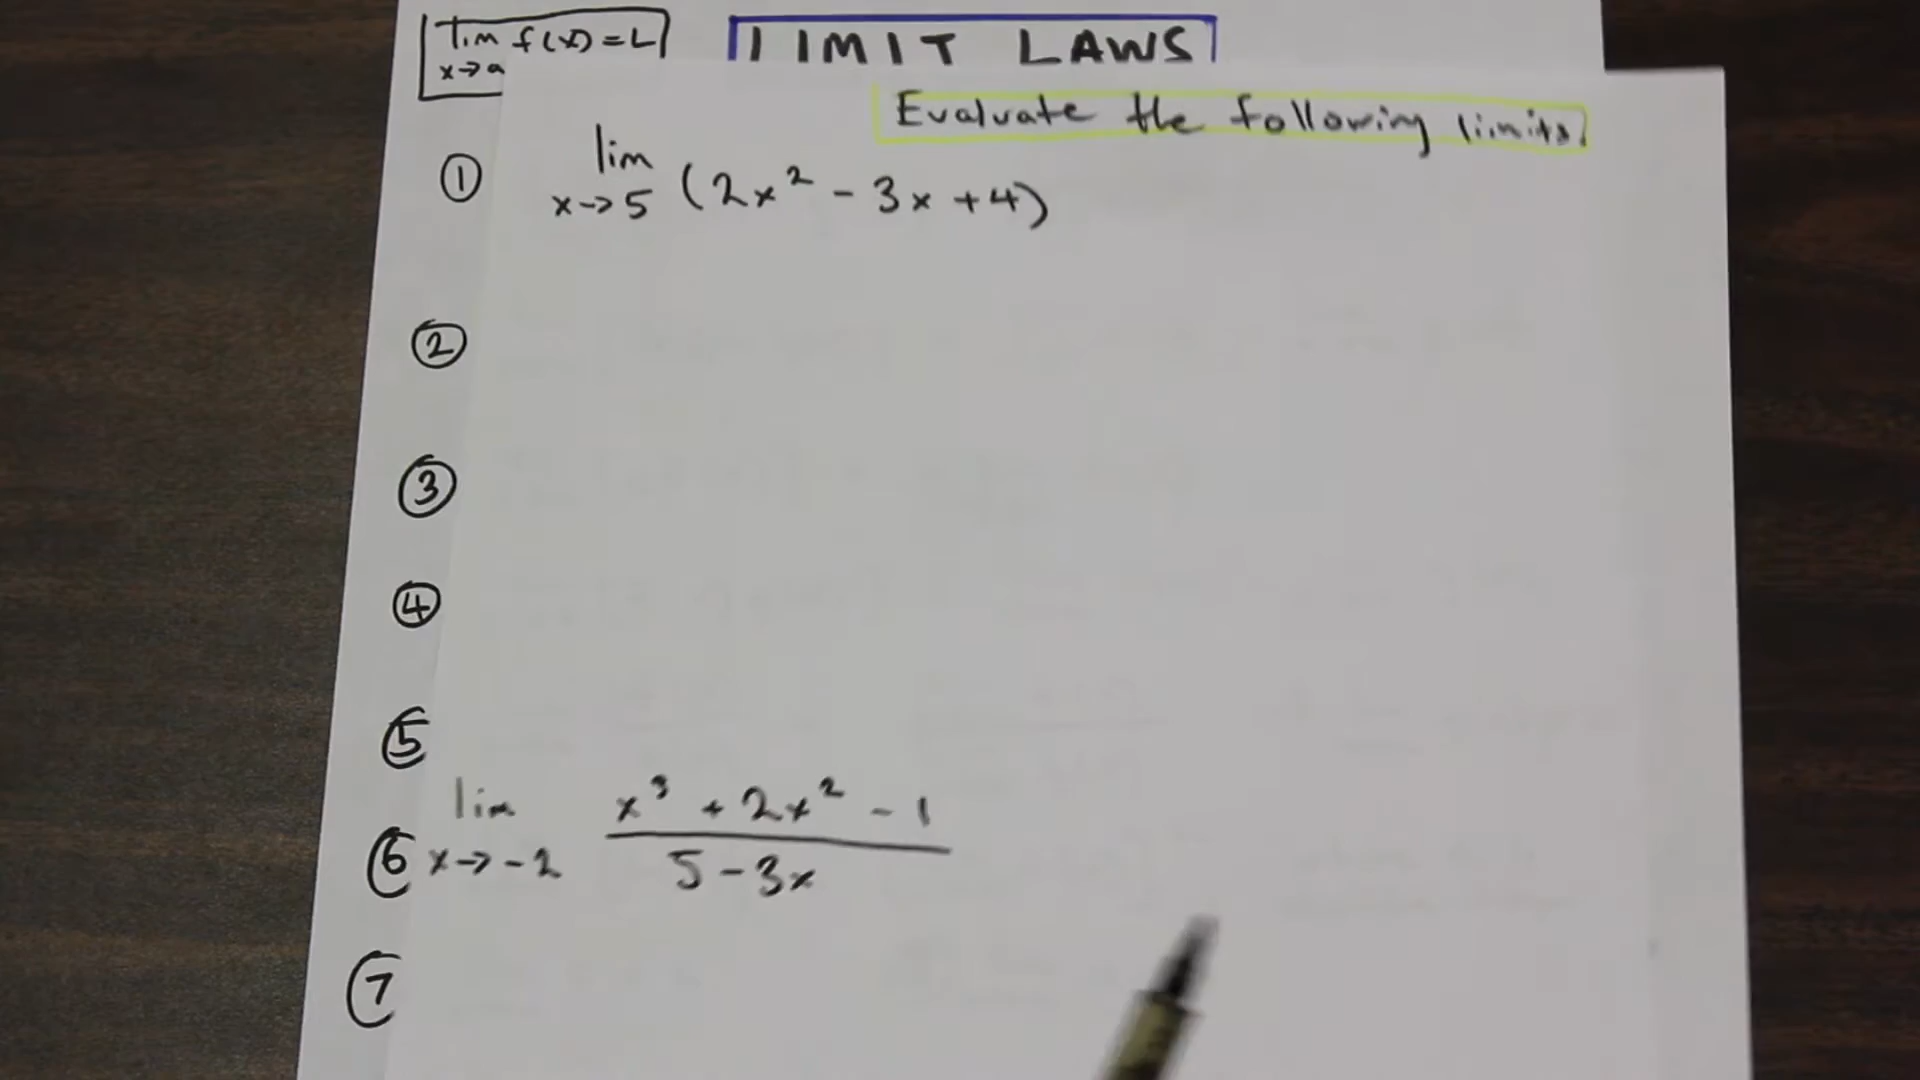 lim f(x) = L
x→a
LIMIT LAWS
Evaluate the following limits.
① lim (2x² - 3x + 4)
x→5
②
③
④
⑤
lim x³ + 2x² - 1
⑥ x→-2 5 - 3x
⑦